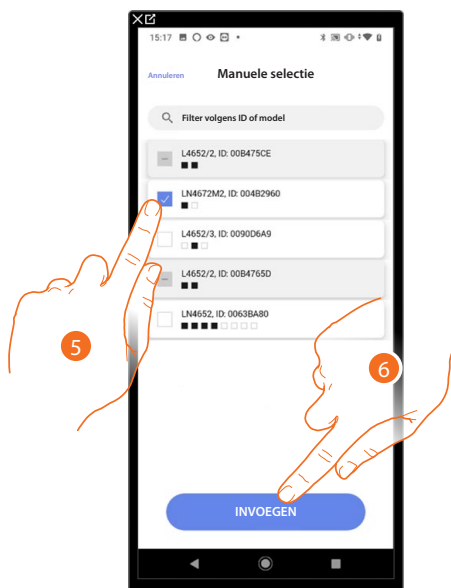 15:17
Annuleren Manuele selectie
Filter volgens ID of model
L4652/2, ID: 00B475CE
LN4672M2, ID: 004B2960
L4652/3, ID: 0090D6A9
L4652/2, ID: 00B4765D
LN4652, ID: 0063BA80
5
6
INVOEGEN